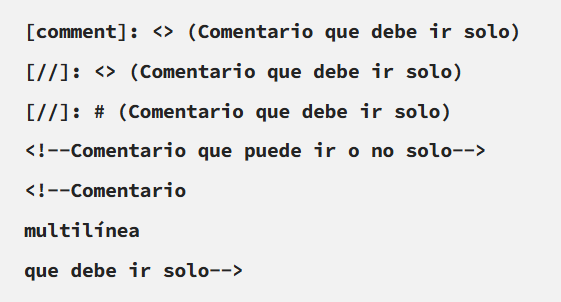 [comment]: <> (Comentario que debe ir solo)
[//]: <> (Comentario que debe ir solo)
[//]: # (Comentario que debe ir solo)
<!--Comentario que puede ir o no solo-->
<!--Comentario
multilínea
que debe ir solo-->